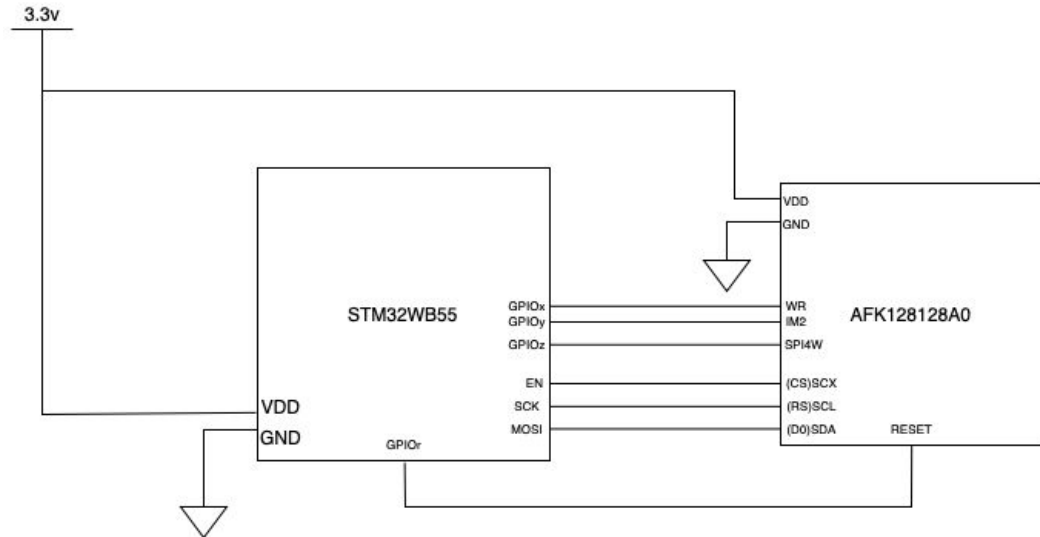 3.3v
VDD
GND
STM32WB55
GPIOx
GPIOy
GPIOz
EN
SCK
MOSI
VDD
GND
GPIOr
WR
IM2
SPI4W
(CS)SCX
(RS)SCL
(D0)SDA
AFK128128A0
RESET